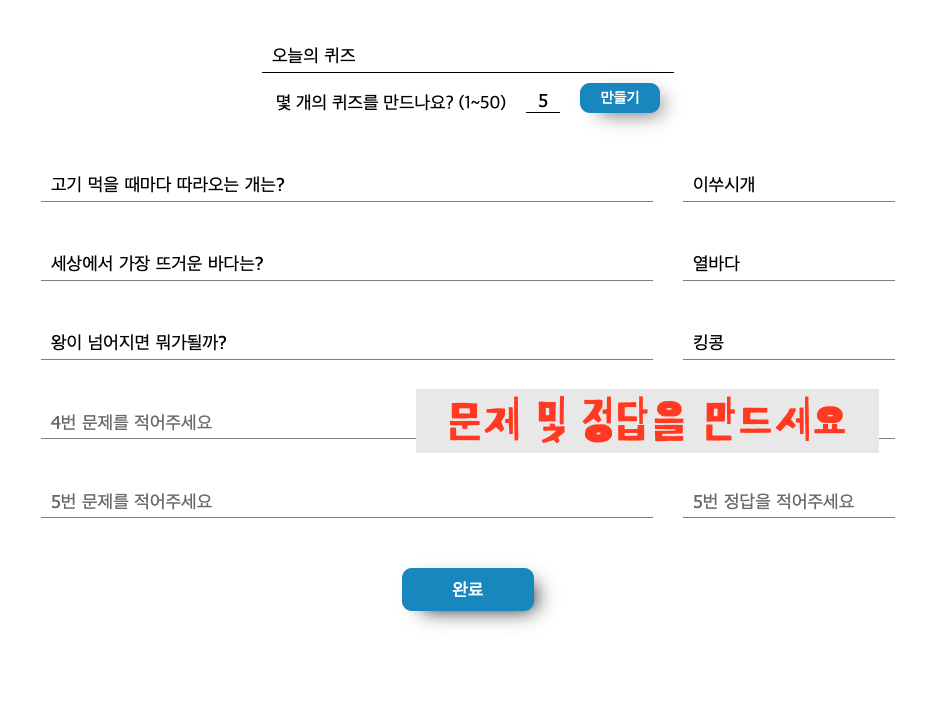 오늘의 퀴즈
몇 개의 퀴즈를 만드나요? (1~50) 5 만들기
고기 먹을 때마다 따라오는 개는? 이쑤시개
세상에서 가장 뜨거운 바다는? 열바다
왕이 넘어지면 뭐가될까? 킹콩
4번 문제를 적어주세요
문제 및 정답을 만드세요
5번 문제를 적어주세요 5번 정답을 적어주세요
완료